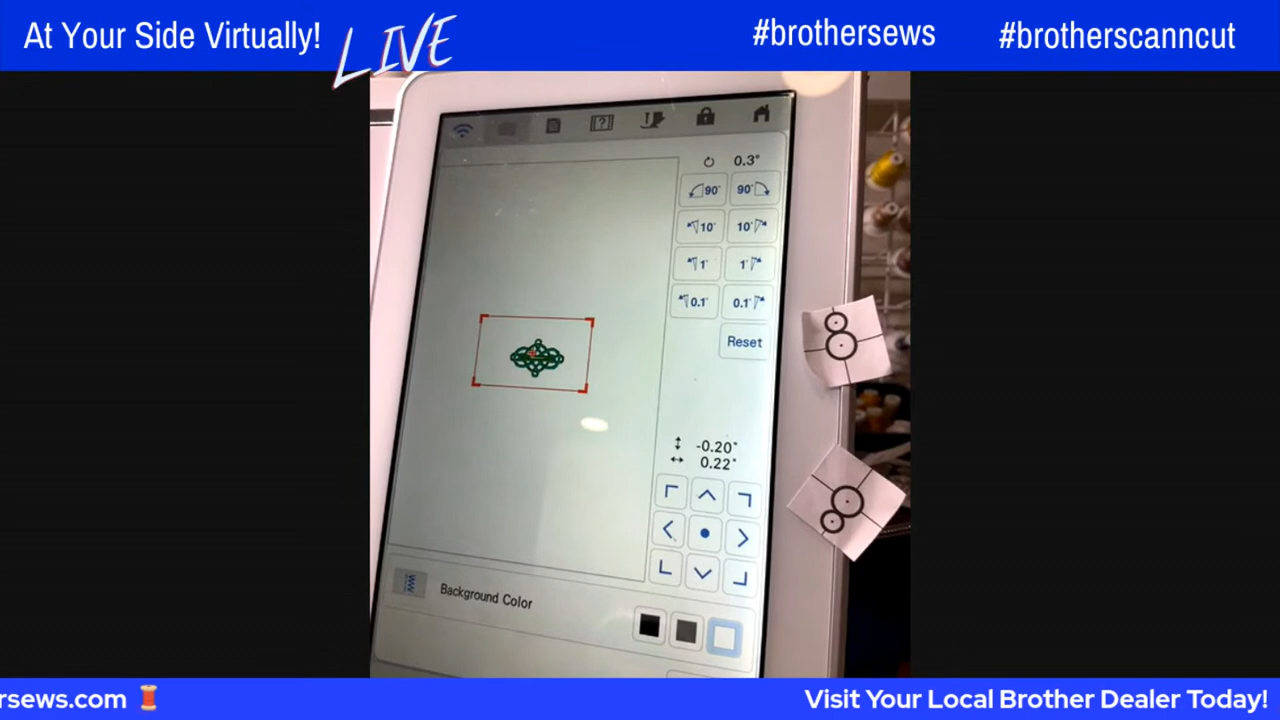 At Your Side Virtually!
LIVE
#brothersews
#brotherscanncut
0.3°
90° 90°
10° 10°
1° 1°
0.1° 0.1°
Reset
-0.20"
0.22"
Background Color
rsews.com
Visit Your Local Brother Dealer Today!